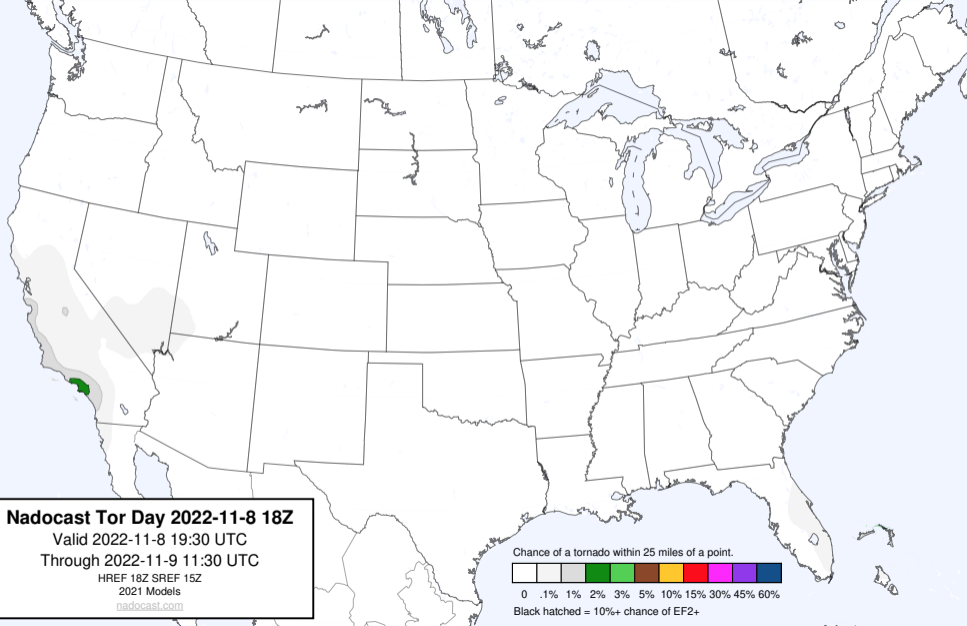 Nadocast Tor Day 2022-11-8 18Z
Valid 2022-11-8 19:30 UTC
Through 2022-11-9 11:30 UTC
HREF 18Z SREF 15Z
2021 Models
nadocast.com
Chance of a tornado within 25 miles of a point.
0 .1% 1% 2% 3% 5% 10% 15% 30% 45% 60%
Black hatched = 10%+ chance of EF2+